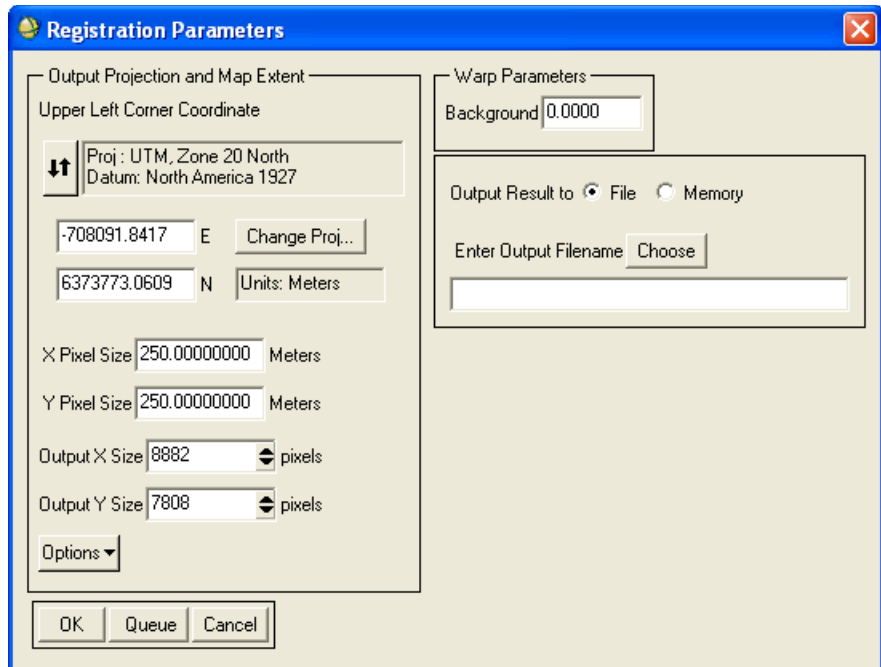 Registration Parameters
Output Projection and Map Extent
Upper Left Corner Coordinate
Proj : UTM, Zone 20 North
Datum: North America 1927
-708091.8417 E Change Proj...
6373773.0609 N Units: Meters
X Pixel Size 250.00000000 Meters
Y Pixel Size 250.00000000 Meters
Output X Size 8882 pixels
Output Y Size 7808 pixels
Options
OK Queue Cancel
Warp Parameters
Background 0.0000
Output Result to File Memory
Enter Output Filename Choose